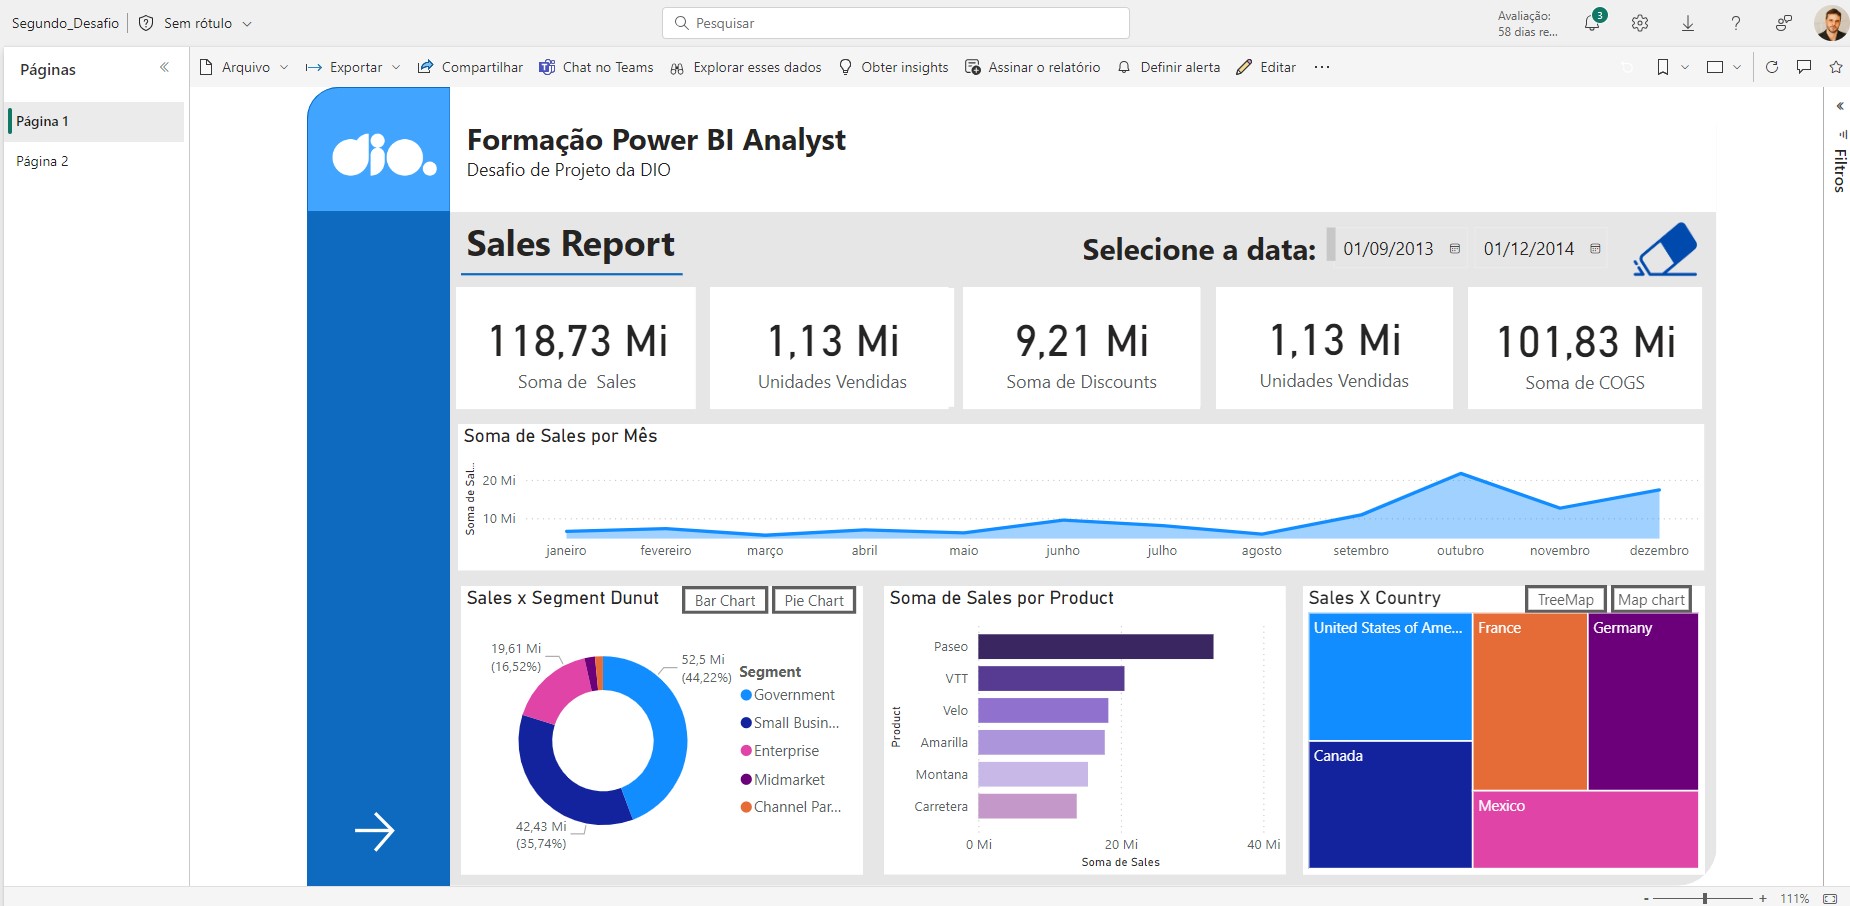 Segundo_Desafio
Sem rótulo
Pesquisar
Avaliação:
58 dias re...
3
Páginas
Página 1
Página 2
Arquivo
Exportar
Compartilhar
Chat no Teams
Explorar esses dados
Obter insights
Assinar o relatório
Definir alerta
Editar
Filtros
dio.
Formação Power BI Analyst
Desafio de Projeto da DIO
Sales Report
Selecione a data:
01/09/2013
01/12/2014
118,73 Mi
Soma de  Sales
1,13 Mi
Unidades Vendidas
9,21 Mi
Soma de Discounts
1,13 Mi
Unidades Vendidas
101,83 Mi
Soma de COGS
Soma de Sales por Mês
Soma de Sal...
20 Mi
10 Mi
janeiro
fevereiro
março
abril
maio
junho
julho
agosto
setembro
outubro
novembro
dezembro
Sales x Segment Dunut
Bar Chart
Pie Chart
19,61 Mi
(16,52%)
52,5 Mi
(44,22%)
42,43 Mi
(35,74%)
Segment
Government
Small Busin...
Enterprise
Midmarket
Channel Par...
Soma de Sales por Product
Product
Paseo
VTT
Velo
Amarilla
Montana
Carretera
0 Mi
20 Mi
40 Mi
Soma de Sales
Sales X Country
TreeMap
Map chart
United States of Ame...
France
Germany
Canada
Mexico
- + 111%